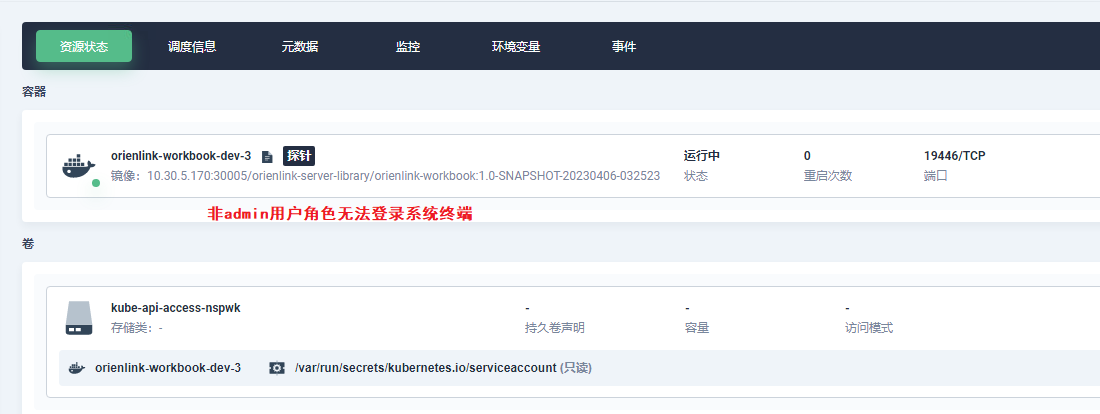 资源状态 调度信息 元数据 监控 环境变量 事件
容器
orienlink-workbook-dev-3 探针 运行中 0 19446/TCP
镜像：10.30.5.170:30005/orienlink-server-library/orienlink-workbook:1.0-SNAPSHOT-20230406-032523 状态 重启次数 端口
非admin用户角色无法登录系统终端
卷
kube-api-access-nspwk - - -
存储类：- 持久卷声明 容量 访问模式
orienlink-workbook-dev-3 /var/run/secrets/kubernetes.io/serviceaccount (只读)